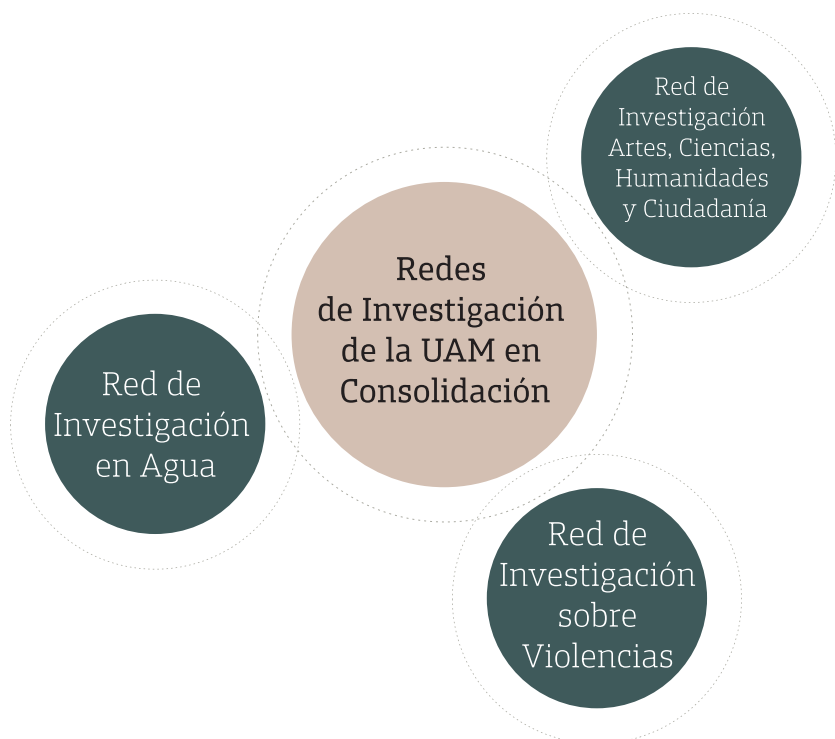 Red de
Investigación
Artes, Ciencias,
Humanidades
y Ciudadanía
Redes
de Investigación
de la UAM en
Consolidación
Red de
Investigación
en Agua
Red de
Investigación
sobre
Violencias